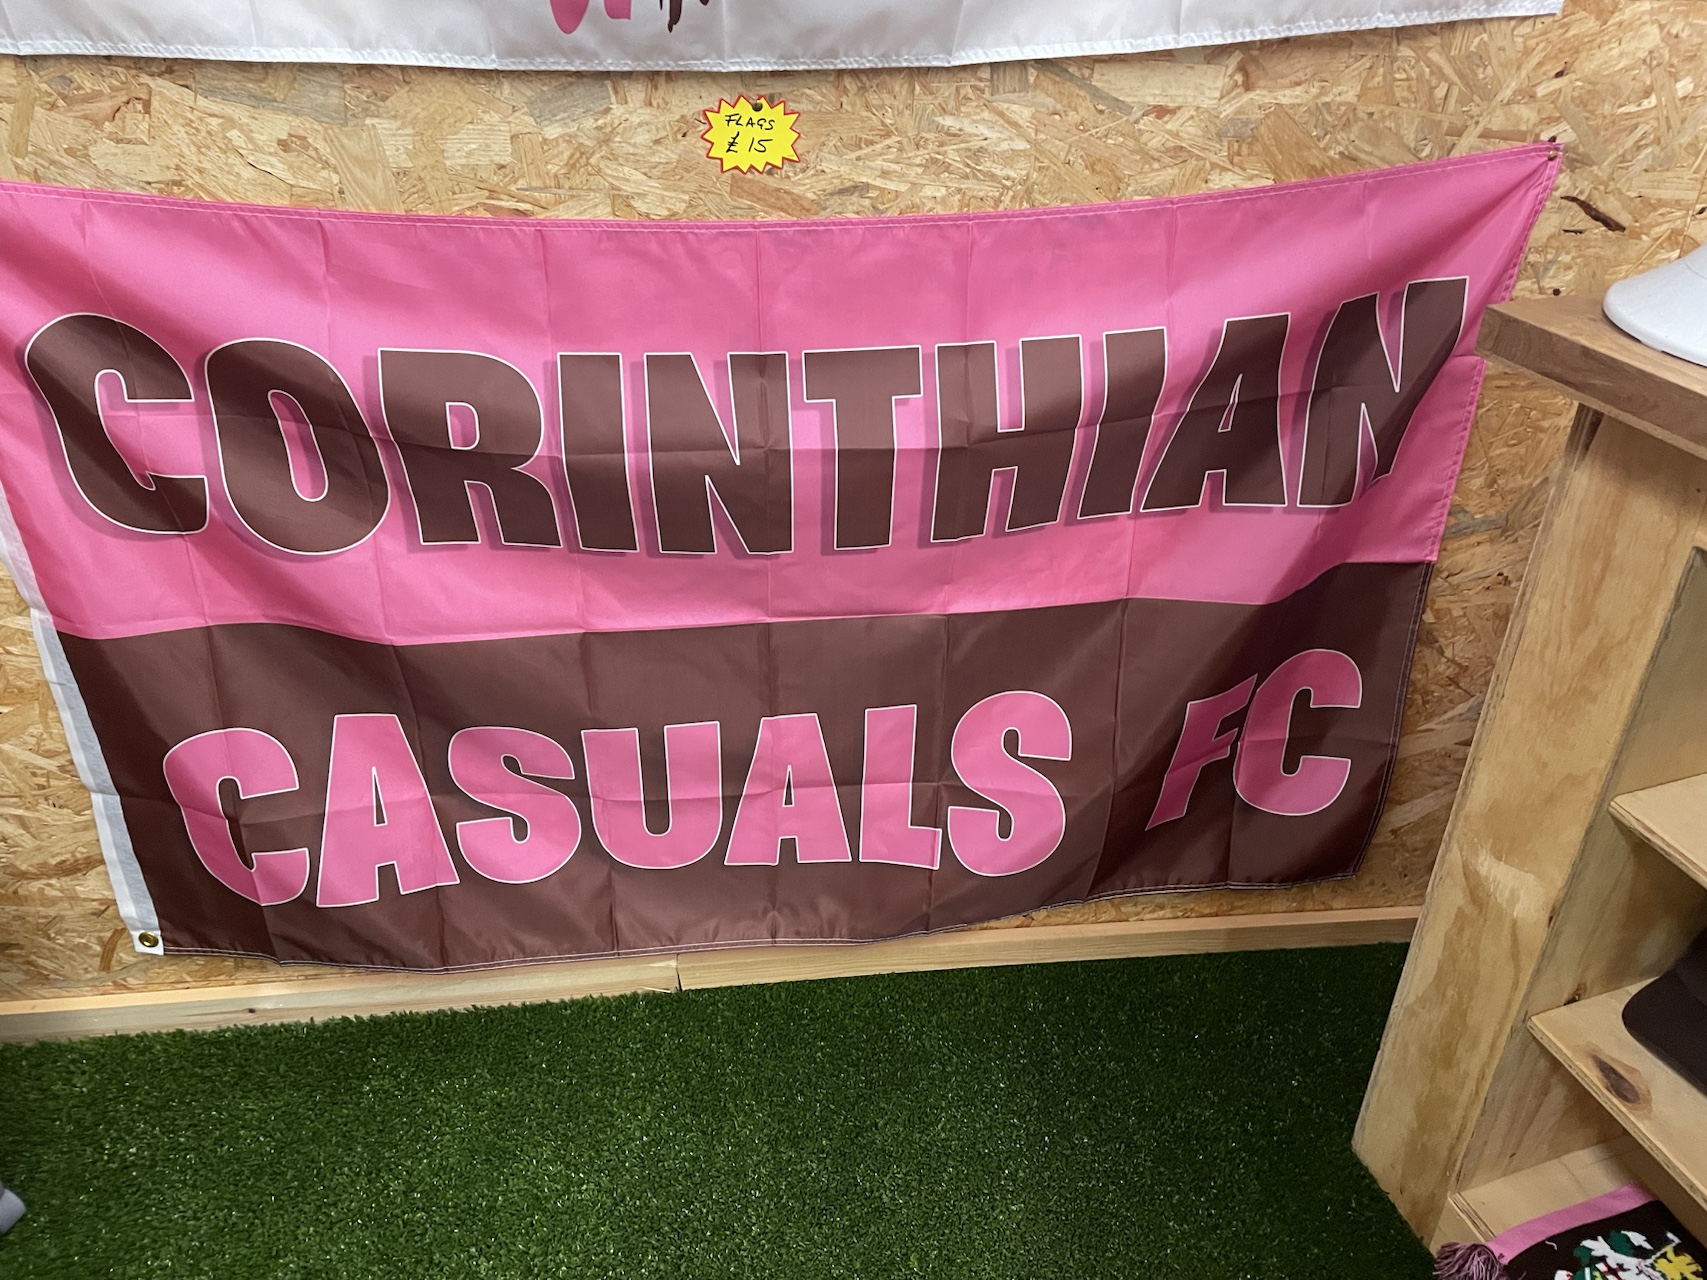 FLAGS
£15
CORINTHIAN
CASUALS FC